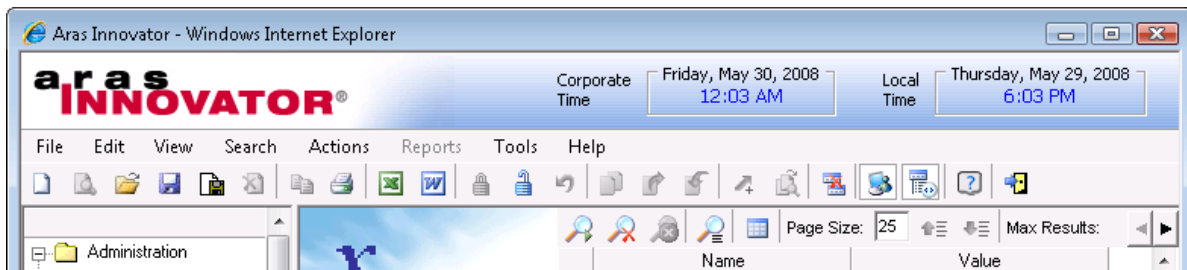 Aras Innovator - Windows Internet Explorer
aras
INNOVATOR®
Corporate Time
Friday, May 30, 2008
12:03 AM
Local Time
Thursday, May 29, 2008
6:03 PM
File Edit View Search Actions Reports Tools Help
Page Size: 25 Max Results:
Administration
Name Value